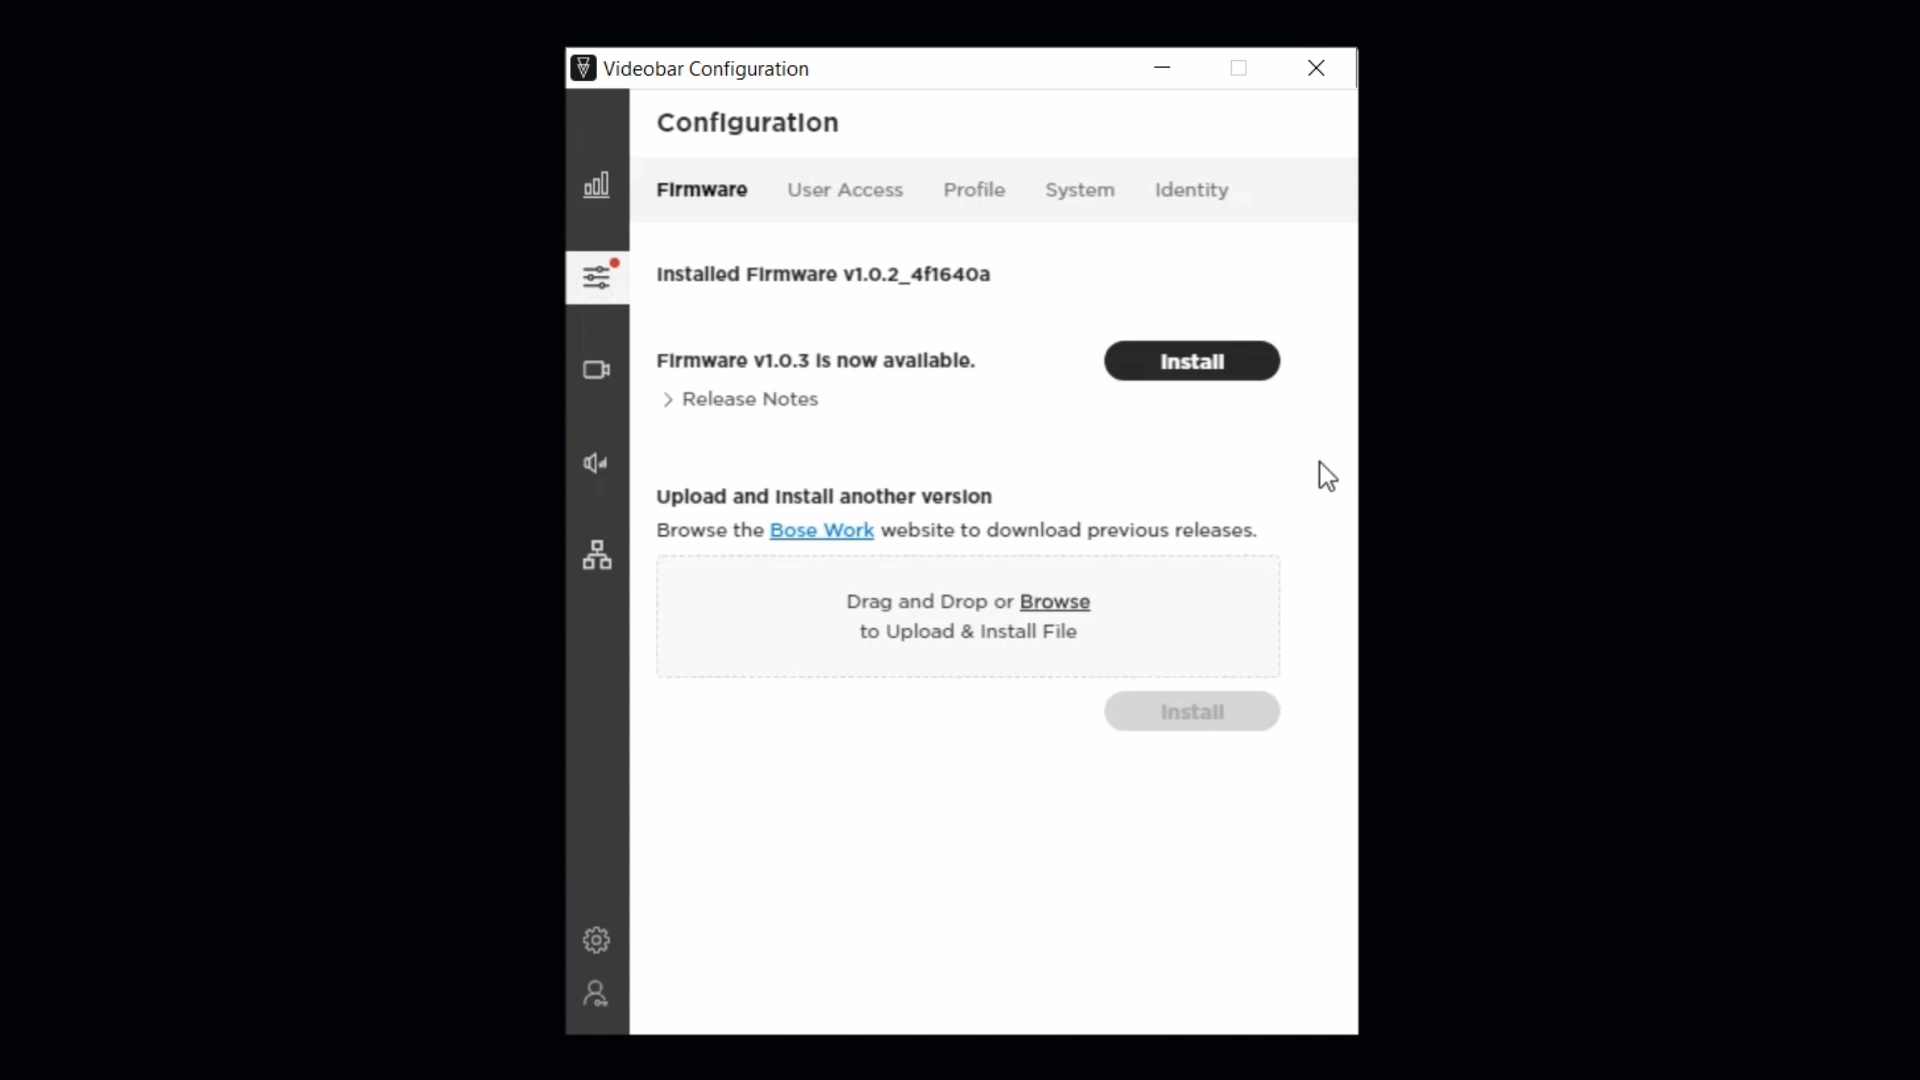 Videobar Configuration
Configuration
Firmware User Access Profile System Identity
Installed Firmware v1.0.2_4f1640a
Firmware v1.0.3 is now available. Install
Release Notes
Upload and install another version
Browse the Bose Work website to download previous releases.
Drag and Drop or Browse
to Upload & Install File
Install